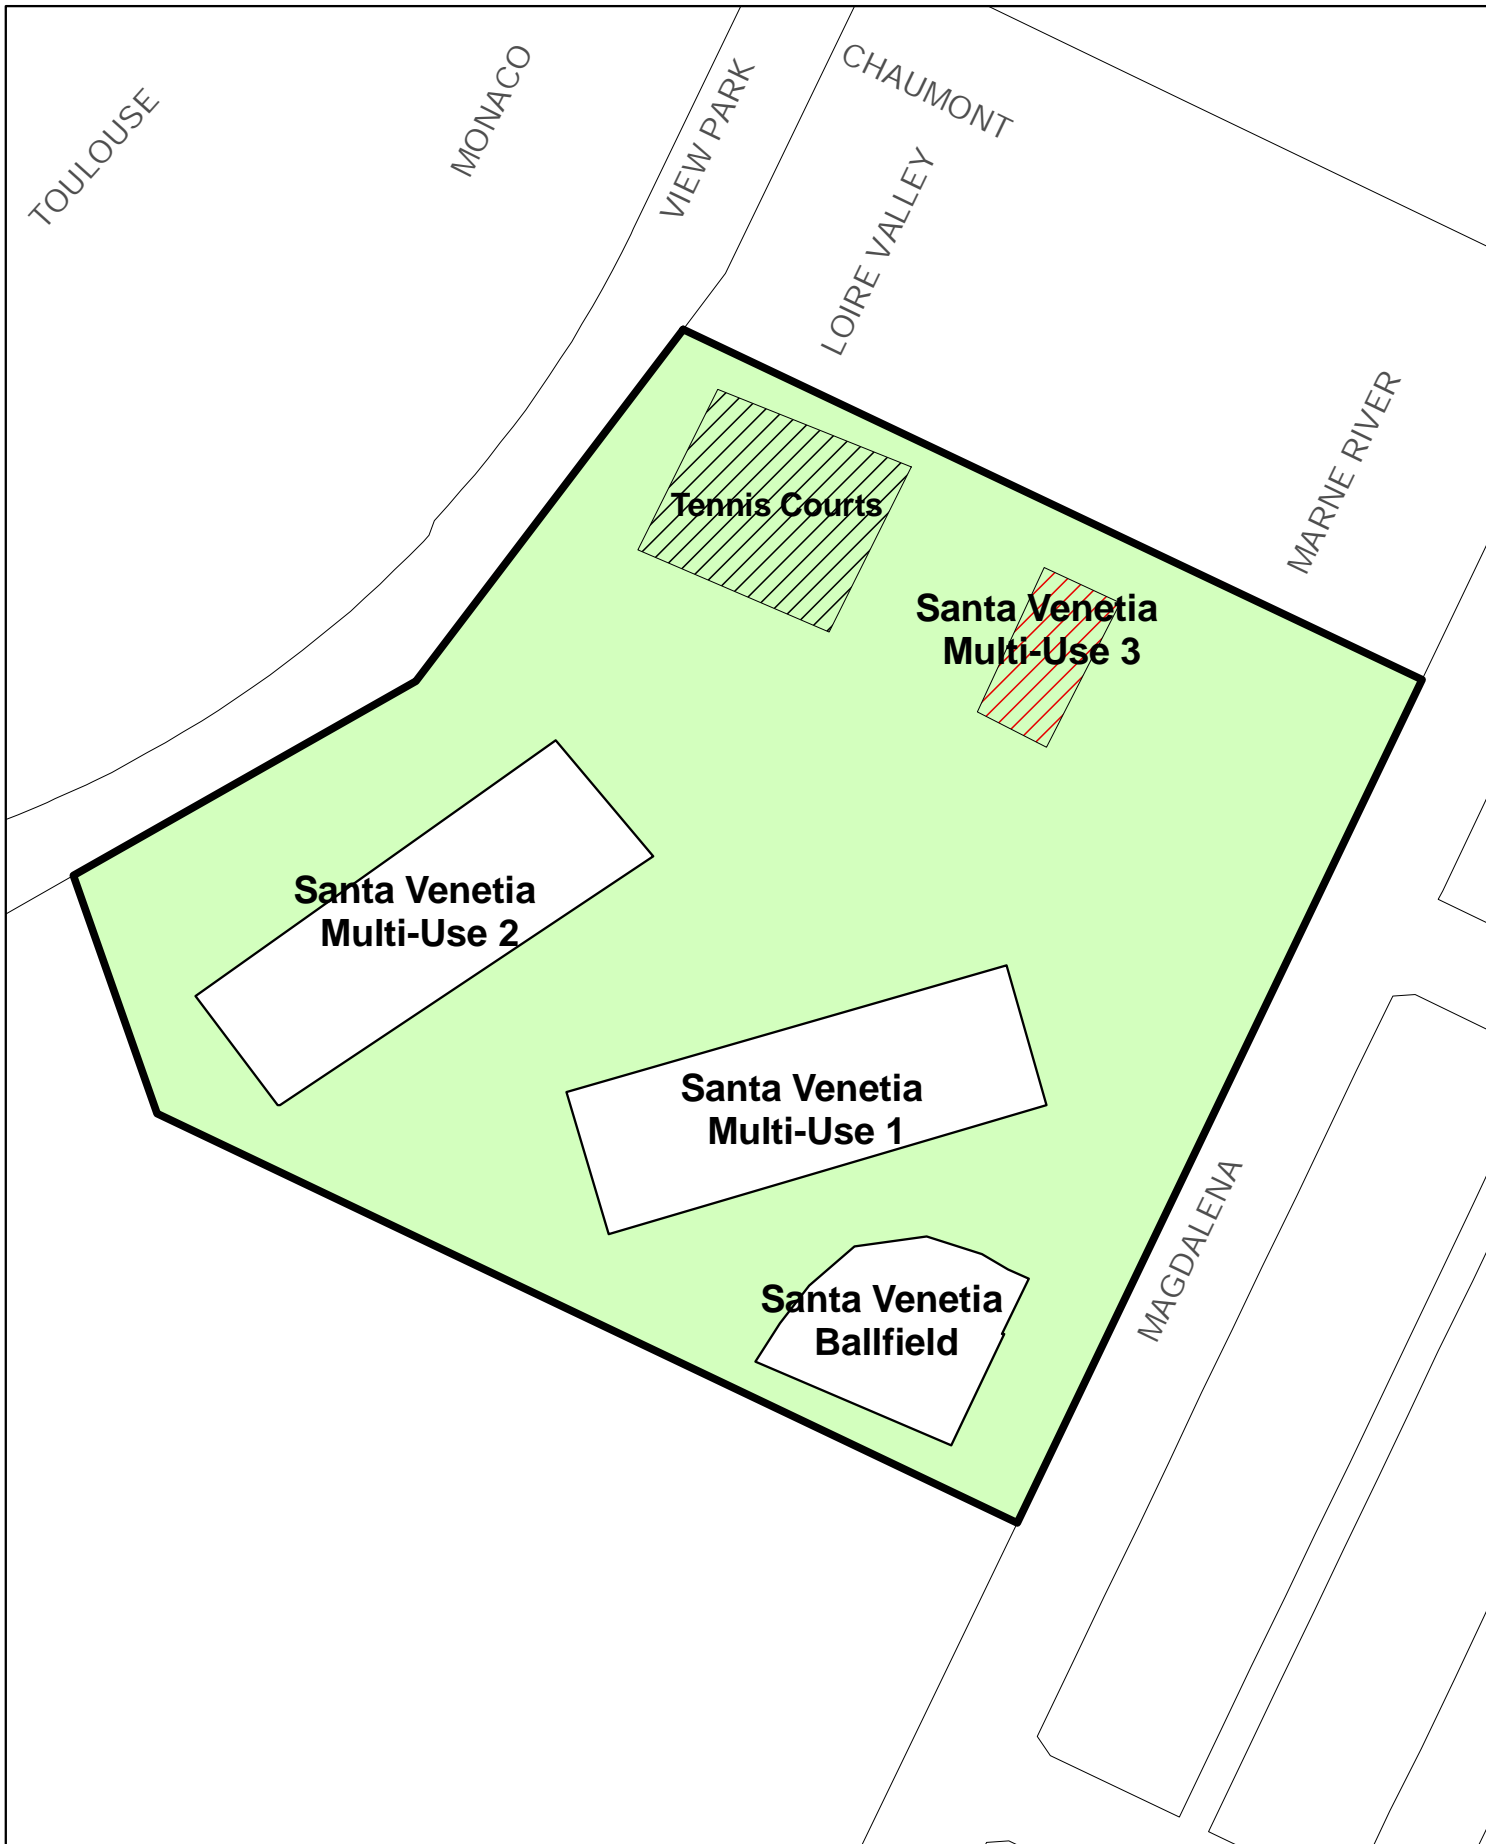 TOULOUSE
MONACO
VIEW PARK
CHAUMONT
LOIRE VALLEY
MARNE RIVER
Tennis Courts
Santa Venetia
Multi-Use 3
Santa Venetia
Multi-Use 2
Santa Venetia
Multi-Use 1
MAGDALENA
Santa Venetia
Ballfield